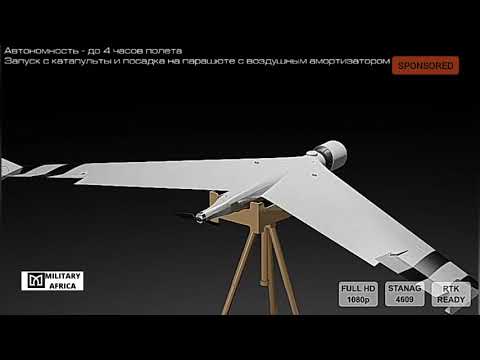 Автономность - до 4 часов полета
Запуск с катапульты и посадка на парашюте с воздушным амортизатором
SPONSORED
MILITARY
AFRICA
FULL HD
1080p
STANAG
4609
RTK
READY